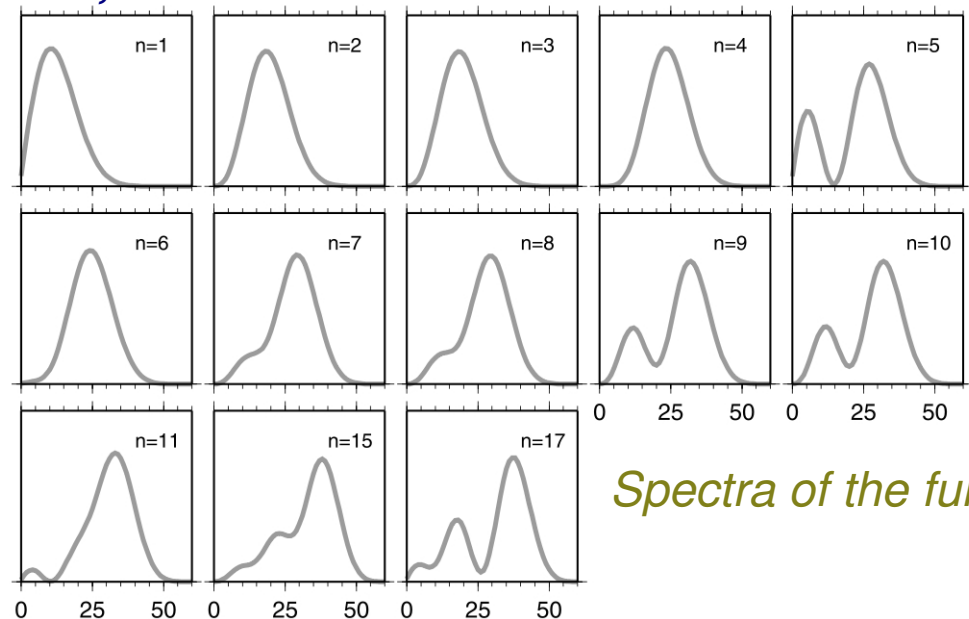 n=1 n=2 n=3 n=4 n=5
n=6 n=7 n=8 n=9 n=10
0 25 50 0 25 50
n=11 n=15 n=17
Spectra of the
0 25 50 0 25 50 0 25 50